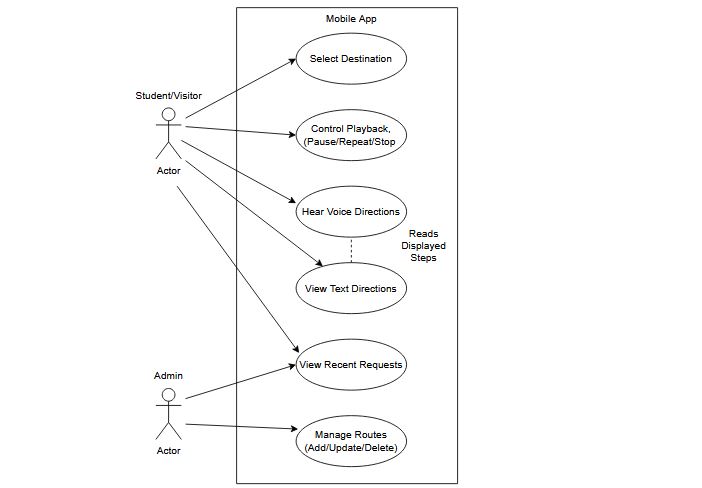 Mobile App
Select Destination
Student/Visitor
Actor
Control Playback,
(Pause/Repeat/Stop
Hear Voice Directions
Reads
Displayed
Steps
View Text Directions
View Recent Requests
Admin
Actor
Manage Routes
(Add/Update/Delete)